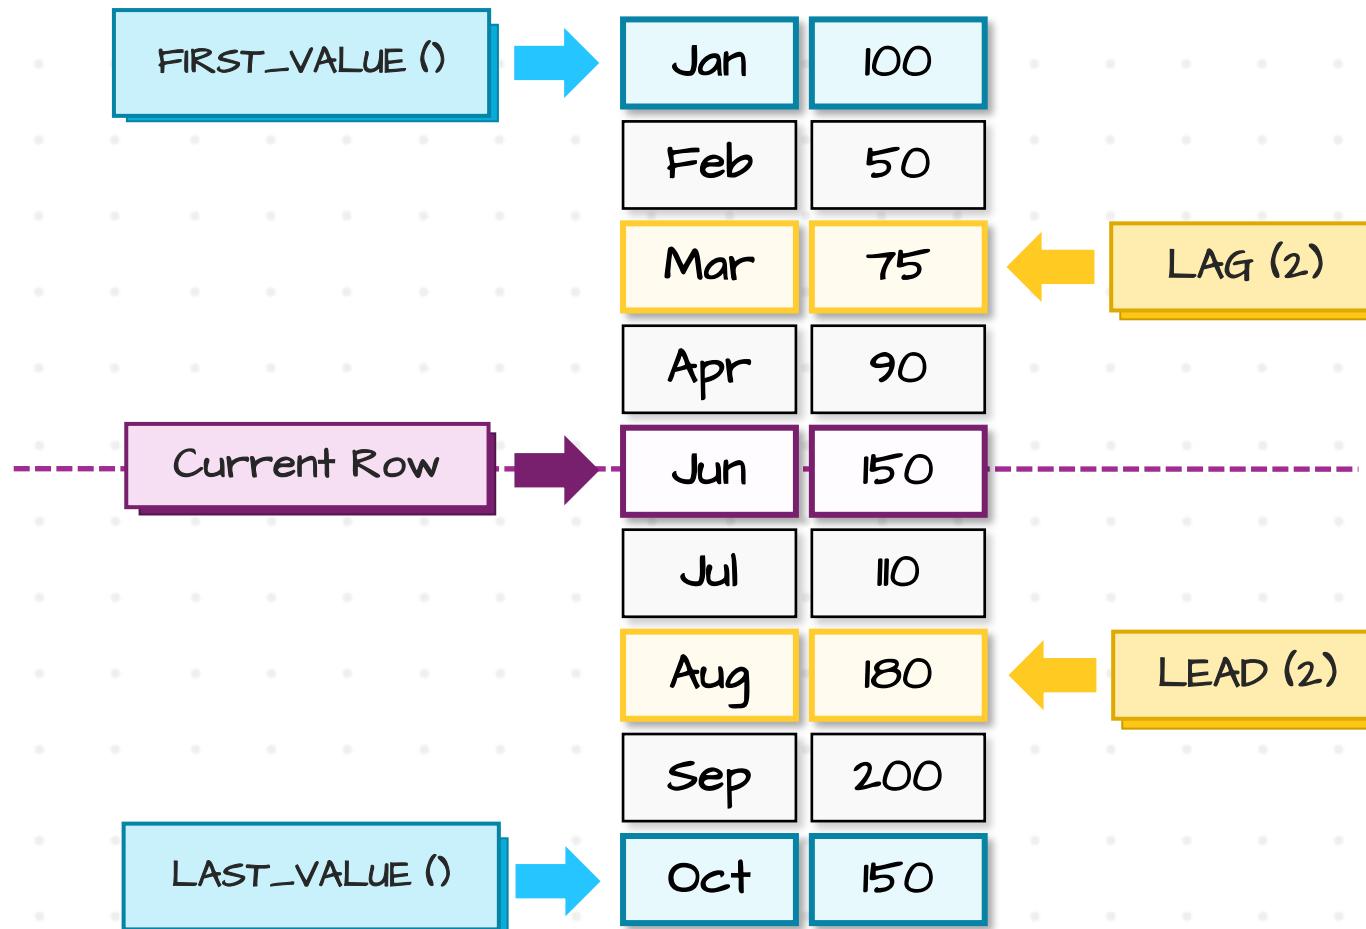 FIRST_VALUE () Jan 100
Feb 50
Mar 75 LAG (2)
Apr 90
Current Row Jun 150
Jul 110
Aug 180 LEAD (2)
Sep 200
LAST_VALUE () Oct 150